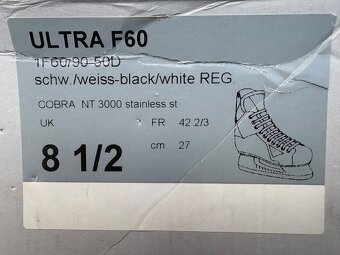 ULTRA F60
1F60/90-50D
schw./weiss-black/white REG.
COBRA NT 3000 stainless st
UK FR 42 2/3
8 1/2 cm 27